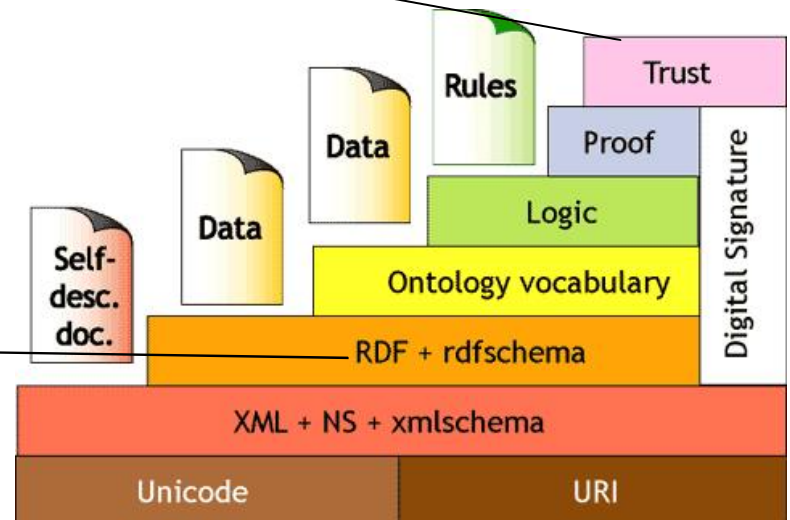 Rules
Trust
Data
Proof
Data
Logic
Self-
desc.
doc.
Ontology vocabulary
Digital Signature
RDF + rdfschema
XML + NS + xmlschema
Unicode
URI